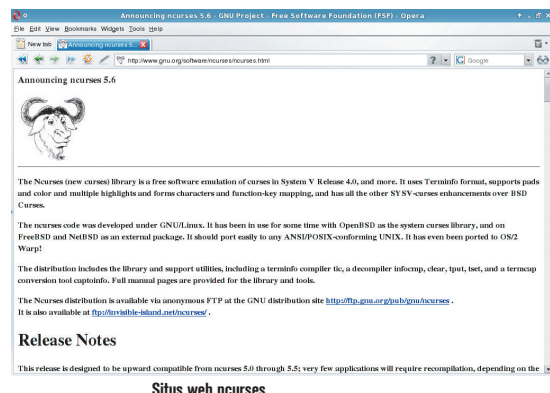 Announcing ncurses 5.6 - GNU Project - Free Software Foundation (FSF) - Opera
File Edit View Bookmarks Widgets Tools Help
New tab Announcing ncurses 5...
http://www.gnu.org/software/ncurses/ncurses.html ? Google
Announcing ncurses 5.6
The Ncurses (new curses) library is a free software emulation of curses in System V Release 4.0, and more. It uses Terminfo format, supports pads
and color and multiple highlights and forms characters and function-key mapping, and has all the other SYSV-curses enhancements over BSD
Curses.
The ncurses code was developed under GNU/Linux. It has been in use for some time with OpenBSD as the system curses library, and on
FreeBSD and NetBSD as an external package. It should port easily to any ANSI/POSIX-conforming UNIX. It has even been ported to OS/2
Warp!
The distribution includes the library and support utilities, including a terminfo compiler tic, a decompiler infocmp, clear, tput, tset, and a termcap
conversion tool captoinfo. Full manual pages are provided for the library and tools.
The Ncurses distribution is available via anonymous FTP at the GNU distribution site http://ftp.gnu.org/pub/gnu/ncurses .
It is also available at ftp://invisible-island.net/ncurses/ .
Release Notes
This release is designed to be upward compatible from ncurses 5.0 through 5.5; very few applications will require recompilation, depending on the
Situs web ncurses